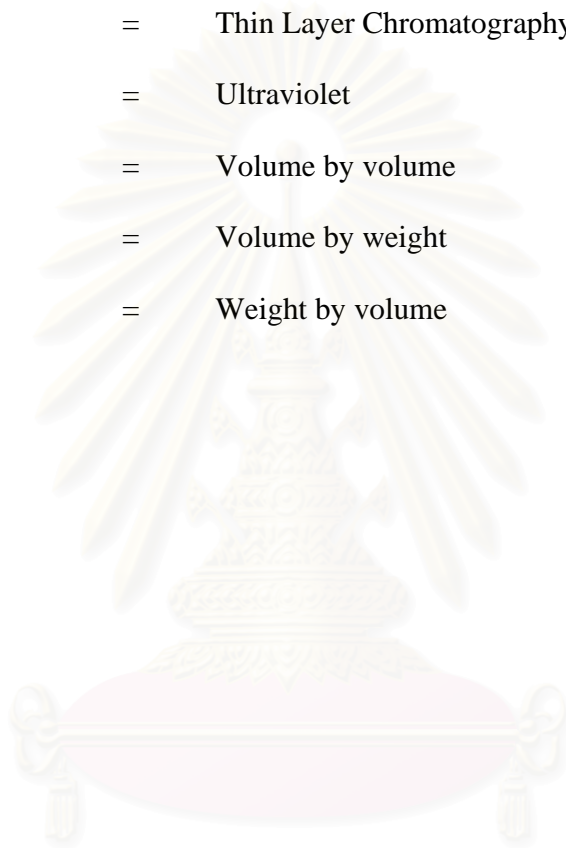 = Thin Layer Chromatography
= Ultraviolet
= Volume by volume
= Volume by weight
= Weight by volume